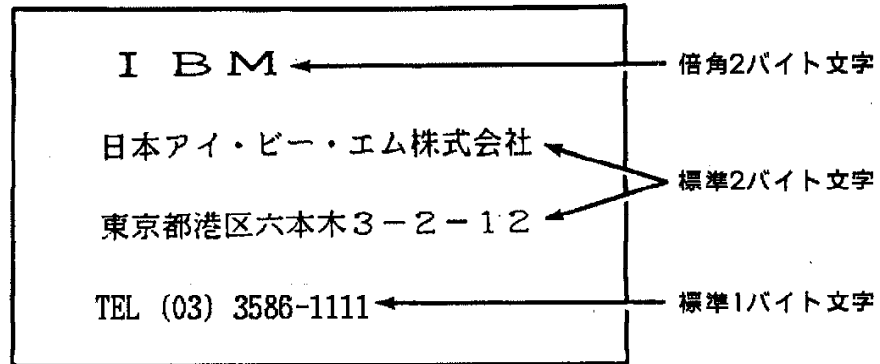 ＩＢＭ
倍角2バイト文字
日本アイ・ビー・エム株式会社
標準2バイト文字
東京都港区六本木３－２－１２
TEL (03) 3586-1111
標準1バイト文字